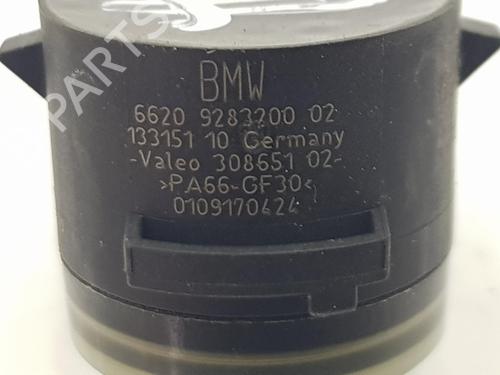 PARTS
BMW
6620 9283200 02
133151 10 Germany
-Valeo 308651 02-
>PA66-GF30<
0109170424